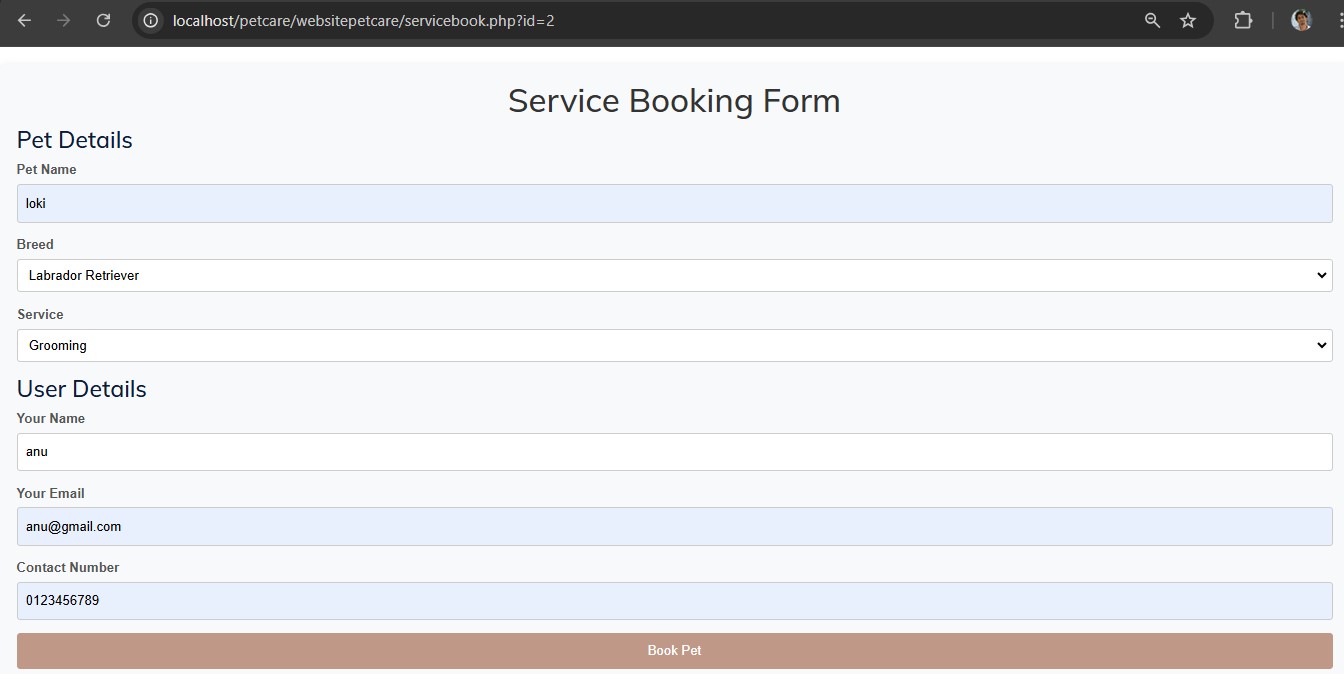 localhost/petcare/websitepetcare/servicebook.php?id=2
Service Booking Form
Pet Details
Pet Name
loki
Breed
Labrador Retriever
Service
Grooming
User Details
Your Name
anu
Your Email
anu@gmail.com
Contact Number
0123456789
Book Pet